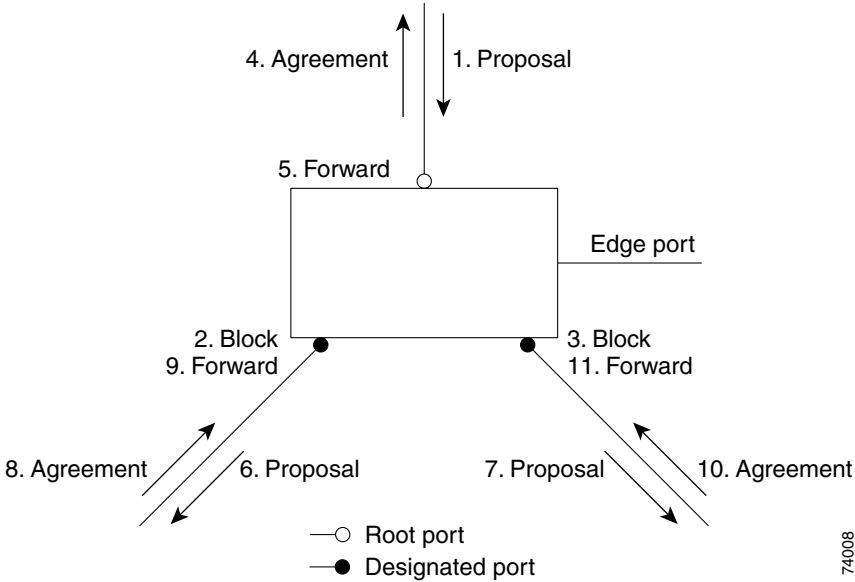 4. Agreement
1. Proposal
5. Forward
Edge port
2. Block
9. Forward
3. Block
11. Forward
8. Agreement
6. Proposal
7. Proposal
10. Agreement
Root port
Designated port
74008